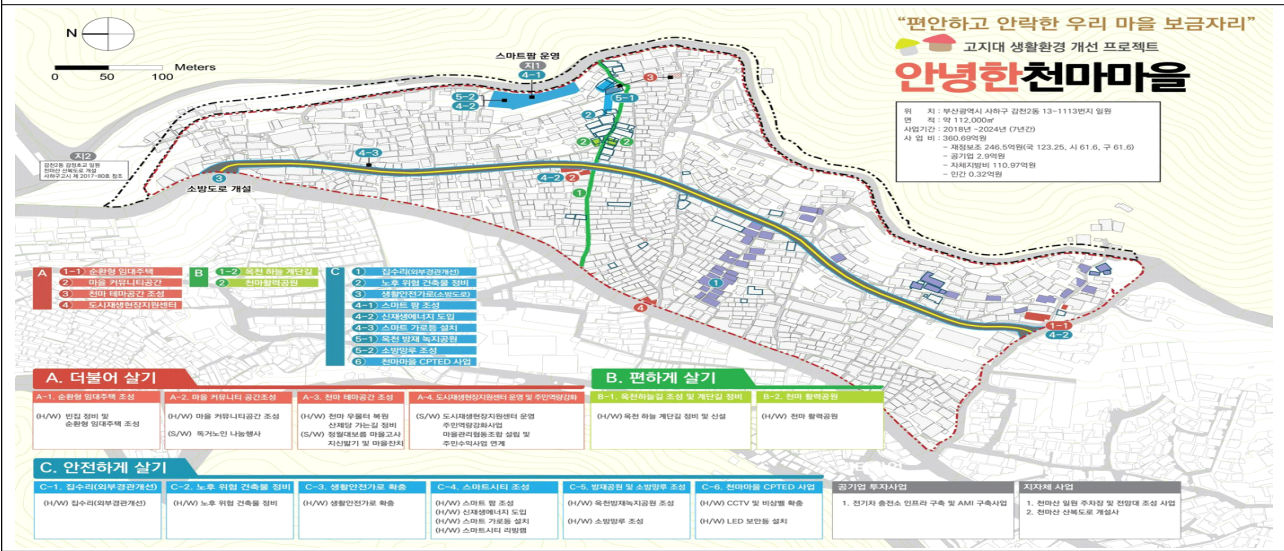 N
0 50 100 Meters
"편안하고 안락한 우리 마을 보금자리"
고지대 생활환경 개선 프로젝트
안녕한천마마을
위 치 : 부산광역시 사하구 감천2동 13-1113번지 일원
면 적 : 약 112,000㎡
사업기간 : 2018년 ~2024년 (7년간)
사 업 비 : 360.69억원
- 재정보조 246.5억원(국 123.25, 시 61.6, 구 61.6)
- 공기업 2.9억원
- 자체지방비 110.97억원
- 민간 0.32억원
스마트팜 운영
지1
4-1
5-2
4-2
3
5-1
2
2
2
4-3
4-2
2
1
지2
감천2동 감정초교 일원
천마산 산복도로 개설
사하구고시 제 2017-80호 참조
3
소방도로 개설
1
4
1-1
4-2
A
1-1 순환형 임대주택
2 마을 커뮤니티공간
3 천마 테마공간 조성
4 도시재생현장지원센터
B
1-2 옥천 하늘 계단길
2 천마활력공원
C
1 집수리(외부경관개선)
2 노후 위험 건축물 정비
3 생활안전가로(소방도로)
4-1 스마트 팜 조성
4-2 신재생에너지 도입
4-3 스마트 가로등 설치
5-1 옥천 방재 녹지공원
5-2 소방망루 조성
6 천마마을 CPTED 사업
A. 더불어 살기
A-1. 순환형 임대주택 조성
(H/W) 빈집 정비 및
순환형 임대주택 조성
A-2. 마을 커뮤니티 공간조성
(H/W) 마을 커뮤니티공간 조성
(S/W) 독거노인 나눔행사
A-3. 천마 테마공간 조성
(H/W) 천마 우물터 복원
산제당 가는길 정비
(S/W) 정월대보름 마을고사
지신밟기 및 마을잔치
A-4. 도시재생현장지원센터 운영 및 주민역량강화
(S/W) 도시재생현장지원센터 운영
주민역량강화사업
마을관리협동조합 설립 및
주민수익사업 연계
B. 편하게 살기
B-1. 옥천하늘길조성 및 계단길 정비
(H/W) 옥천 하늘 계단길 정비 및 신설
B-2. 천마 활력공원
(H/W) 천마 활력공원
C. 안전하게 살기
C-1. 집수리(외부경관개선)
(H/W) 집수리(외부경관개선)
C-2. 노후 위험 건축물 정비
(H/W) 노후 위험 건축물 정비
C-3. 생활안전가로 확충
(H/W) 생활안전가로 확충
C-4. 스마트시티 조성
(H/W) 스마트 팜 조성
(H/W) 신재생에너지 도입
(H/W) 스마트 가로등 설치
(H/W) 스마트시티 리빙랩
C-5. 방재공원 및 소방망루 조성
(H/W) 옥천방재녹지공원 조성
(H/W) 소방망루 조성
C-6. 천마마을 CPTED 사업
(H/W) CCTV 및 비상벨 확충
(H/W) LED 보안등 설치
공기업 투자사업
1. 전기차 충전소 인프라 구축 및 AMI 구축사업
지자체 사업
1. 천마산 일원 주차장 및 전망대 조성 사업
2. 천마산 산복도로 개설사